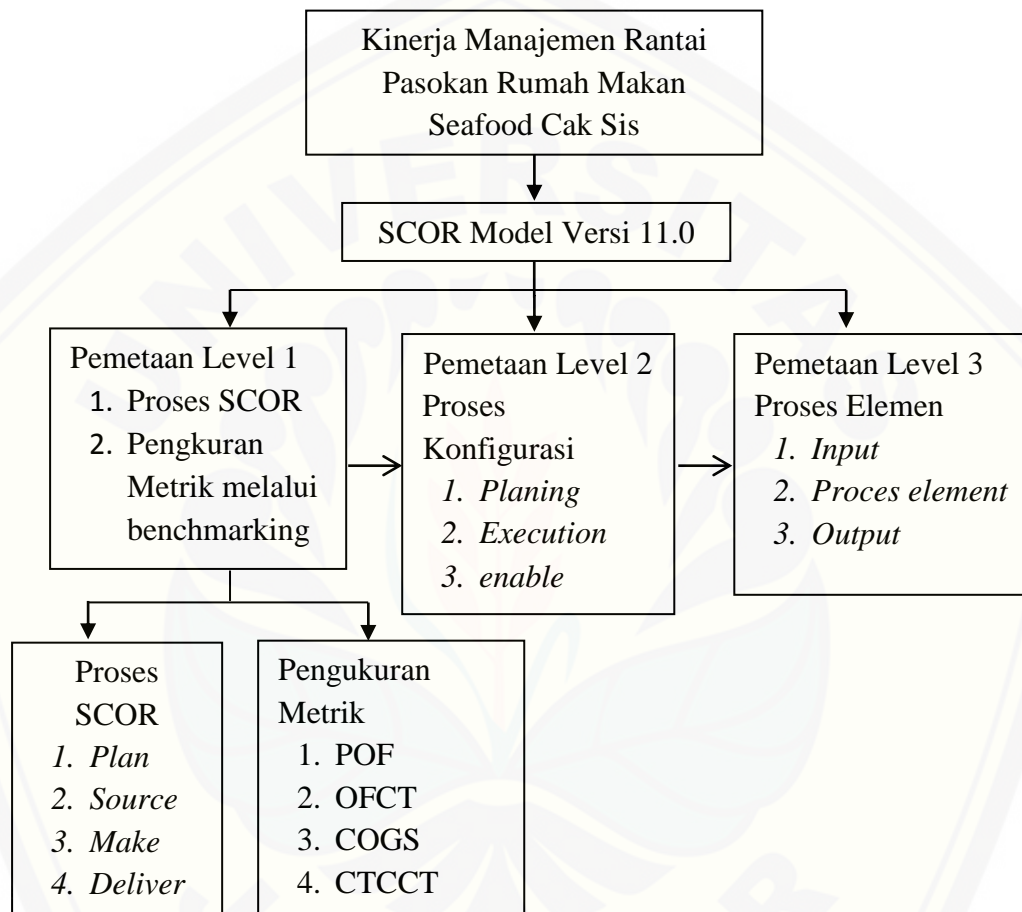 Kinerja Manajemen Rantai
Pasokan Rumah Makan
Seafood Cak Sis
SCOR Model Versi 11.0
Pemetaan Level 1
1. Proses SCOR
2. Pengkuran
Metrik melalui
benchmarking
Pemetaan Level 2
Proses
Konfigurasi
1. Planing
2. Execution
3. enable
Pemetaan Level 3
Proses Elemen
1. Input
2. Proces element
3. Output
Proses
SCOR
1. Plan
2. Source
3. Make
4. Deliver
Pengukuran
Metrik
1. POF
2. OFCT
3. COGS
4. CTCCT
UNIVERSITAS